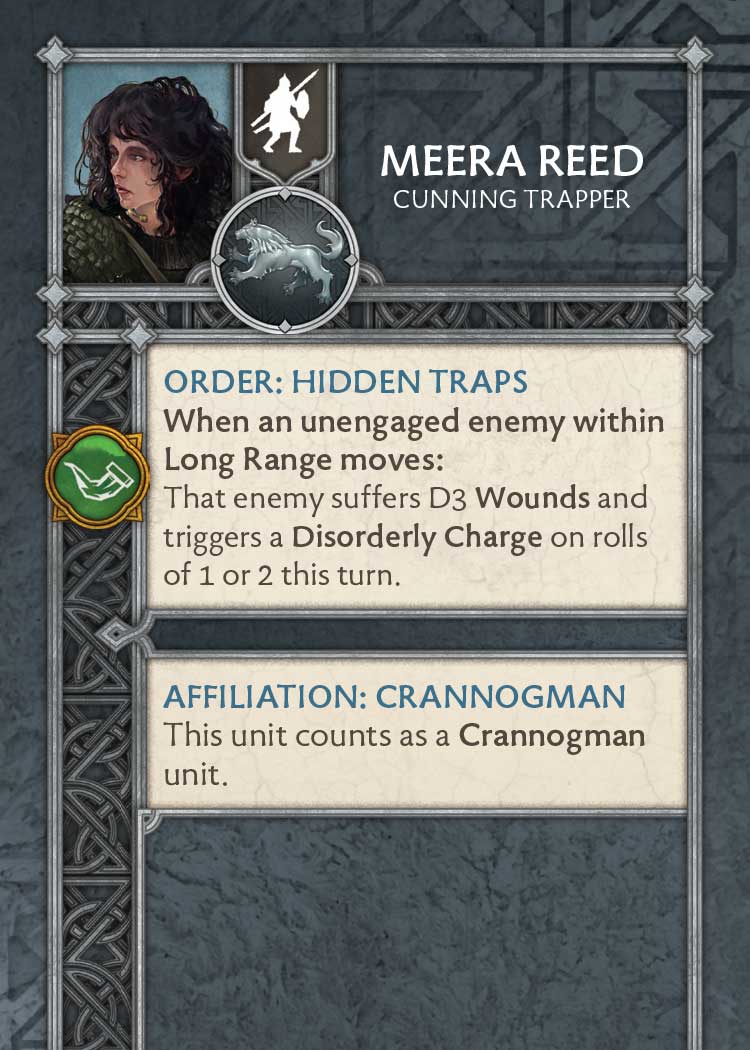 MEERA REED
CUNNING TRAPPER
ORDER: HIDDEN TRAPS
When an unengaged enemy within
Long Range moves:
That enemy suffers D3 Wounds and
triggers a Disorderly Charge on rolls
of 1 or 2 this turn.
AFFILIATION: CRANNOGMAN
This unit counts as a Crannogman
unit.